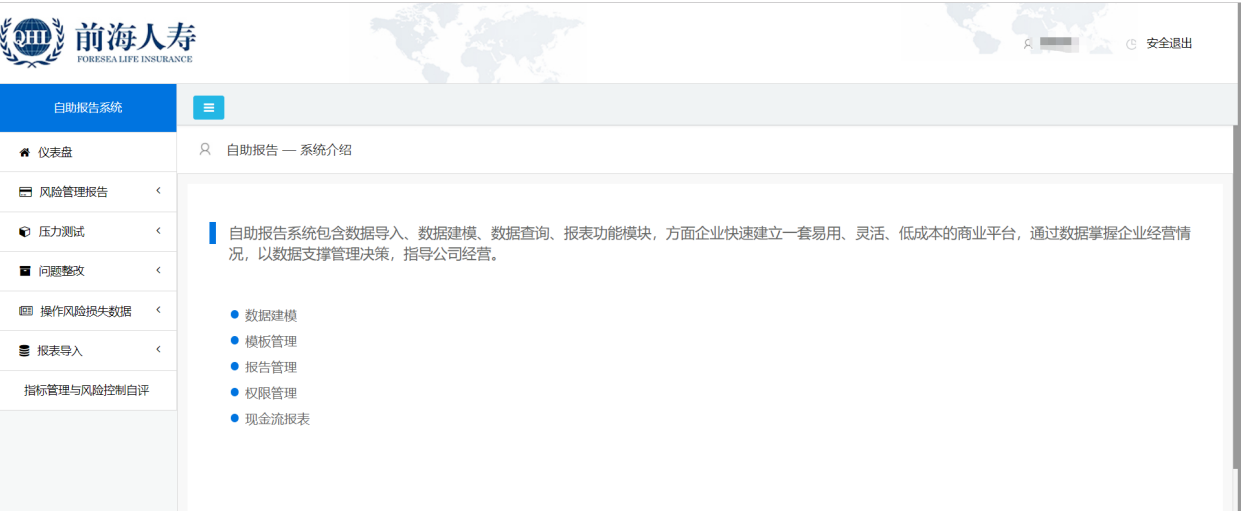 QHL
前海人寿
FORESEA LIFE INSURANCE
安全退出
自助报告系统
仪表盘
自助报告 — 系统介绍
风险管理报告
压力测试
自助报告系统包含数据导入、数据建模、数据查询、报表功能模块，方面企业快速建立一套易用、灵活、低成本的商业平台，通过数据掌握企业经营情
况，以数据支撑管理决策，指导公司经营。
问题整改
操作风险损失数据
数据建模
模板管理
报表导入
报告管理
指标管理与风险控制自评
权限管理
现金流报表